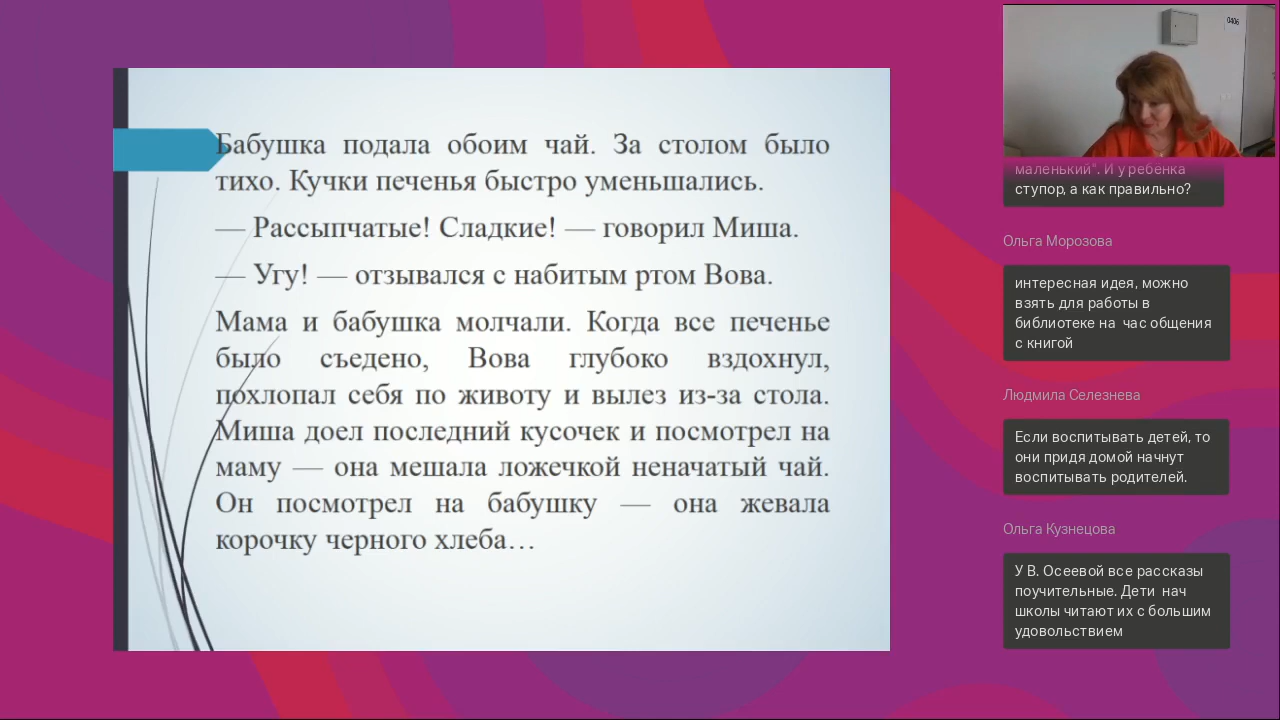 Бабушка подала обоим чай. За столом было
тихо. Кучки печенья быстро уменьшались.
— Рассыпчатые! Сладкие! — говорил Миша.
— Угу! — отзывался с набитым ртом Вова.
Мама и бабушка молчали. Когда все печенье
было съедено, Вова глубоко вздохнул,
похлопал себя по животу и вылез из-за стола.
Миша доел последний кусочек и посмотрел на
маму — она мешала ложечкой неначатый чай.
Он посмотрел на бабушку — она жевала
корочку черного хлеба…
0406
маленький". И у ребёнка
ступор, а как правильно?
Ольга Морозова
интересная идея, можно
взять для работы в
библиотеке на час общения
с книгой
Людмила Селезнева
Если воспитывать детей, то
они придя домой начнут
воспитывать родителей.
Ольга Кузнецова
У В. Осеевой все рассказы
поучительные. Дети нач
школы читают их с большим
удовольствием